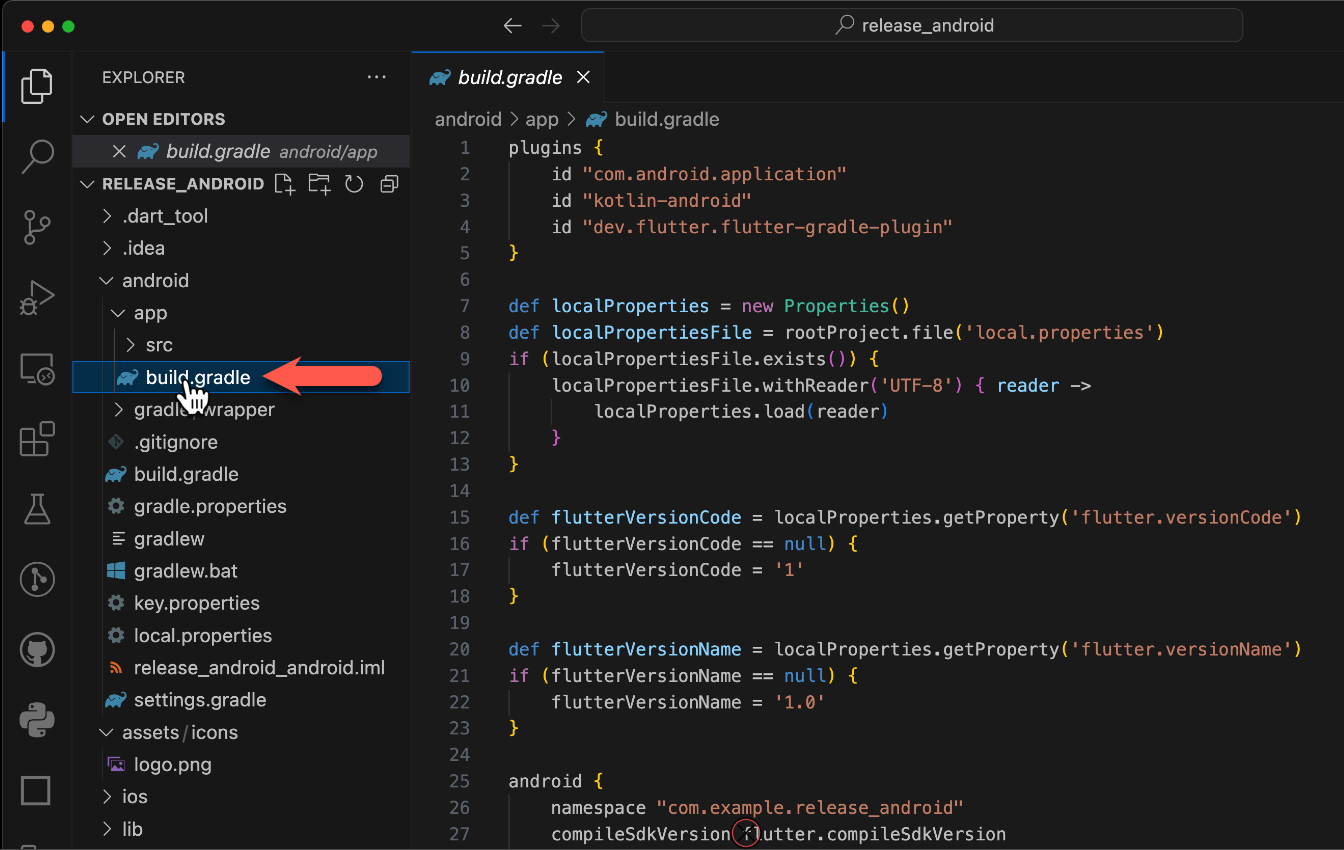 release_android
EXPLORER
OPEN EDITORS
build.gradle android/app
RELEASE_ANDROID
.dart_tool
.idea
android
app
src
build.gradle
gradle/wrapper
.gitignore
build.gradle
gradle.properties
gradlew
gradlew.bat
key.properties
local.properties
release_android_android.iml
settings.gradle
assets/icons
logo.png
ios
lib
build.gradle
android > app > build.gradle
1 plugins {
2 id "com.android.application"
3 id "kotlin-android"
4 id "dev.flutter.flutter-gradle-plugin"
5 }
6
7 def localProperties = new Properties()
8 def localPropertiesFile = rootProject.file('local.properties')
9 if (localPropertiesFile.exists()) {
10 localPropertiesFile.withReader('UTF-8') { reader ->
11 localProperties.load(reader)
12 }
13 }
14
15 def flutterVersionCode = localProperties.getProperty('flutter.versionCode')
16 if (flutterVersionCode == null) {
17 flutterVersionCode = '1'
18 }
19
20 def flutterVersionName = localProperties.getProperty('flutter.versionName')
21 if (flutterVersionName == null) {
22 flutterVersionName = '1.0'
23 }
24
25 android {
26 namespace "com.example.release_android"
27 compileSdkVersion flutter.compileSdkVersion